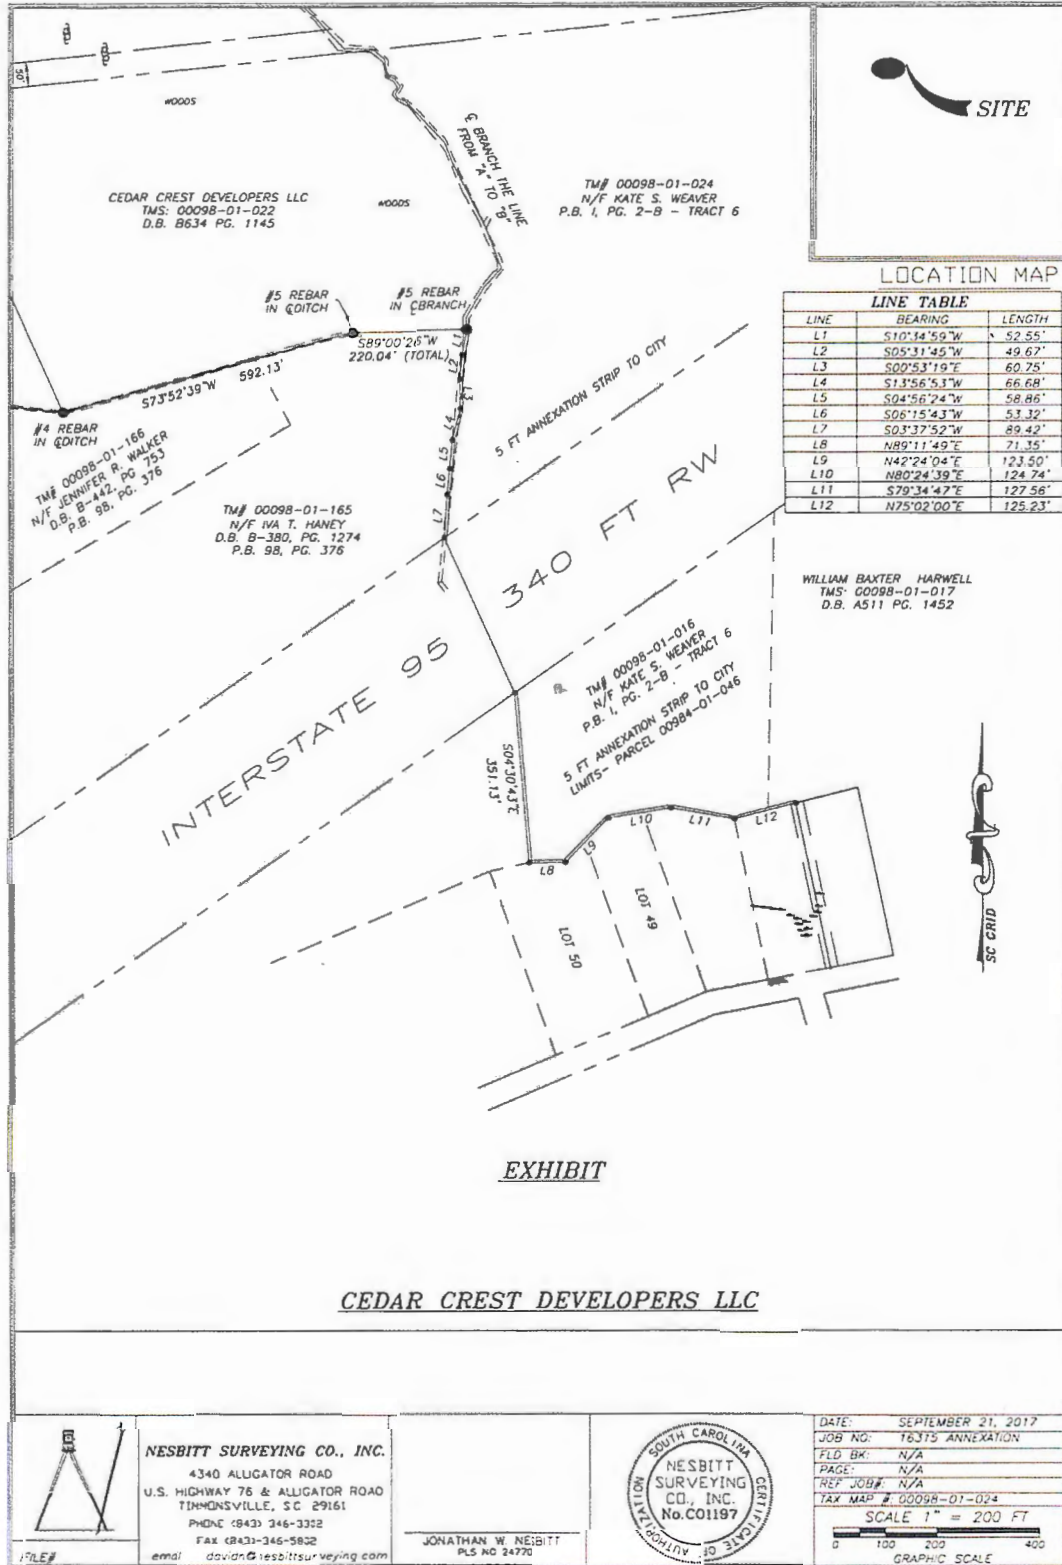 50'
WOODS
CEDAR CREST DEVELOPERS LLC
TMS: 00098-01-022
D.B. B634 PG. 1145
WOODS
℄ BRANCH THE LINE
FROM "A" TO "B"
TM# 00098-01-024
N/F KATE S. WEAVER
P.B. 1, PG. 2-B - TRACT 6
SITE
LOCATION MAP
LINE TABLE
LINE BEARING LENGTH
L1 S10°34'59"W 52.55'
L2 S05°31'45"W 49.67'
L3 S00°53'19"E 60.75'
L4 S13°56'53"W 66.68'
L5 S04°56'24"W 58.86'
L6 S06°15'43"W 53.32'
L7 S03°37'52"W 89.42'
L8 N89°11'49"E 71.35'
L9 N42°24'04"E 123.50'
L10 N80°24'39"E 124.74'
L11 S79°34'47"E 127.56'
L12 N75°02'00"E 125.23'
#5 REBAR
IN ℄DITCH
#5 REBAR
IN ℄BRANCH
S89°00'26"W
220.04' (TOTAL)
S73°52'39"W 592.13'
#4 REBAR
IN ℄DITCH
L1
L2
L3
L4
L5
L6
L7
TM# 00098-01-166
N/F JENNIFER R. WALKER
D.B. B-442, PG 753
P.B. 98, PG. 376
TM# 00098-01-165
N/F IVA T. HANEY
D.B. B-380, PG. 1274
P.B. 98, PG. 376
5 FT ANNEXATION STRIP TO CITY
340 FT RW
INTERSTATE 95
WILLIAM BAXTER HARWELL
TMS: 00098-01-017
D.B. A511 PG. 1452
TM# 00098-01-016
N/F KATE S. WEAVER
P.B. 1, PG. 2-B - TRACT 6
5 FT ANNEXATION STRIP TO CITY
LIMITS- PARCEL 00984-01-046
S04°30'43"E
351.13'
L8
L9
L10
L11
L12
LOT 49
LOT 50
SC GRID
EXHIBIT
CEDAR CREST DEVELOPERS LLC
FILE#
NESBITT SURVEYING CO., INC.
4340 ALLIGATOR ROAD
U.S. HIGHWAY 76 & ALLIGATOR ROAD
TIMMONSVILLE, SC 29161
PHONE (843) 346-3302
FAX (843)-346-5802
JONATHAN W. NESBITT
PLS NO 24770
SOUTH CAROLINA
CERTIFICATE OF AUTHORIZATION
NESBITT
SURVEYING
CO., INC.
No.CO1197
DATE: SEPTEMBER 21, 2017
JOB NO: 16315 ANNEXATION
FLD BK: N/A
PAGE: N/A
REF JOB#: N/A
TAX MAP #: 00098-01-024
SCALE 1" = 200 FT
0 100 200 400
GRAPHIC SCALE